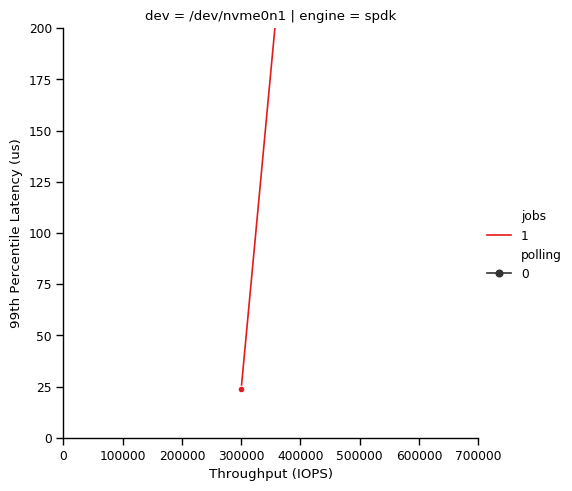 dev = /dev/nvme0n1 | engine = spdk
200
175
150
125
100
75
50
25
0
99th Percentile Latency (us)
0 100000 200000 300000 400000 500000 600000 700000
Throughput (IOPS)
jobs
1
polling
0